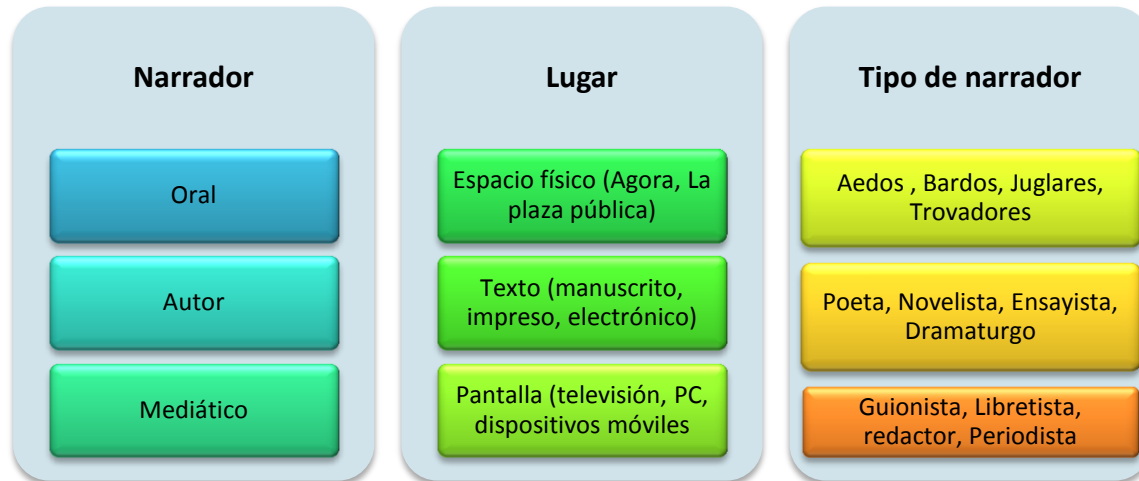 Narrador
Oral
Autor
Mediático
Lugar
Espacio físico (Agora, La
plaza pública)
Texto (manuscrito,
impreso, electrónico)
Pantalla (televisión, PC,
dispositivos móviles
Tipo de narrador
Aedos , Bardos, Juglares,
Trovadores
Poeta, Novelista, Ensayista,
Dramaturgo
Guionista, Libretista,
redactor, Periodista